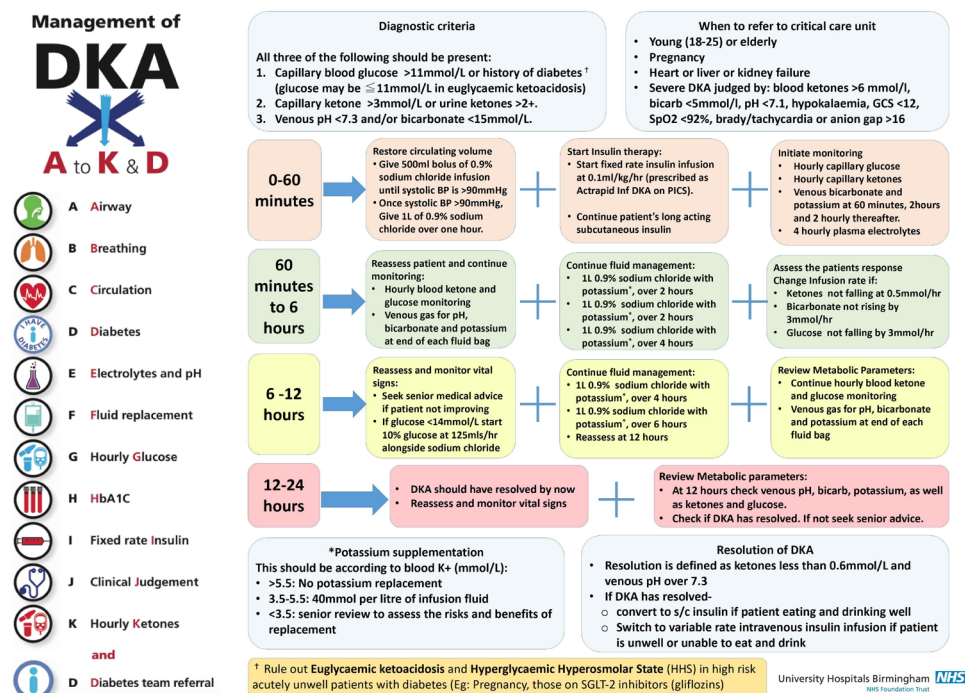 Management of
DKA
A to K & D
A Airway
B Breathing
C Circulation
I HAVE DIABETES
D Diabetes
E Electrolytes and pH
F Fluid replacement
G Hourly Glucose
H HbA1C
I Fixed rate Insulin
J Clinical Judgement
K Hourly Ketones
and
D Diabetes team referral
Diagnostic criteria
All three of the following should be present:
1. Capillary blood glucose >11mmol/L or history of diabetes †
(glucose may be ≦11mmol/L in euglycaemic ketoacidosis)
2. Capillary ketone >3mmol/L or urine ketones >2+.
3. Venous pH <7.3 and/or bicarbonate <15mmol/L.
When to refer to critical care unit
• Young (18-25) or elderly
• Pregnancy
• Heart or liver or kidney failure
• Severe DKA judged by: blood ketones >6 mmol/l,
bicarb <5mmol/l, pH <7.1, hypokalaemia, GCS <12,
SpO2 <92%, brady/tachycardia or anion gap >16
0-60
minutes
Restore circulating volume
• Give 500ml bolus of 0.9%
sodium chloride infusion
until systolic BP is >90mmHg
• Once systolic BP >90mmHg,
Give 1L of 0.9% sodium
chloride over one hour.
Start Insulin therapy:
• Start fixed rate insulin infusion
at 0.1ml/kg/hr (prescribed as
Actrapid Inf DKA on PICS).
• Continue patient's long acting
subcutaneous insulin
Initiate monitoring
• Hourly capillary glucose
• Hourly capillary ketones
• Venous bicarbonate and
potassium at 60 minutes, 2hours
and 2 hourly thereafter.
• 4 hourly plasma electrolytes
60
minutes
to 6
hours
Reassess patient and continue
monitoring:
• Hourly blood ketone and
glucose monitoring
• Venous gas for pH,
bicarbonate and potassium
at end of each fluid bag
Continue fluid management:
• 1L 0.9% sodium chloride with
potassium*, over 2 hours
• 1L 0.9% sodium chloride with
potassium*, over 2 hours
• 1L 0.9% sodium chloride with
potassium*, over 4 hours
Assess the patients response
Change Infusion rate if:
• Ketones not falling at 0.5mmol/hr
• Bicarbonate not rising by
3mmol/hr
• Glucose not falling by 3mmol/hr
6 -12
hours
Reassess and monitor vital
signs:
• Seek senior medical advice
if patient not improving
• If glucose <14mmol/L start
10% glucose at 125mls/hr
alongside sodium chloride
Continue fluid management:
• 1L 0.9% sodium chloride with
potassium*, over 4 hours
• 1L 0.9% sodium chloride with
potassium*, over 6 hours
• Reassess at 12 hours
Review Metabolic Parameters:
• Continue hourly blood ketone
and glucose monitoring
• Venous gas for pH, bicarbonate
and potassium at end of each
fluid bag
12-24
hours
• DKA should have resolved by now
• Reassess and monitor vital signs
Review Metabolic parameters:
• At 12 hours check venous pH, bicarb, potassium, as well
as ketones and glucose.
• Check if DKA has resolved. If not seek senior advice.
*Potassium supplementation
This should be according to blood K+ (mmol/L):
• >5.5: No potassium replacement
• 3.5-5.5: 40mmol per litre of infusion fluid
• <3.5: senior review to assess the risks and benefits of
replacement
Resolution of DKA
• Resolution is defined as ketones less than 0.6mmol/L and
venous pH over 7.3
• If DKA has resolved-
o convert to s/c insulin if patient eating and drinking well
o Switch to variable rate intravenous insulin infusion if patient
is unwell or unable to eat and drink
† Rule out Euglycaemic ketoacidosis and Hyperglycaemic Hyperosmolar State (HHS) in high risk
acutely unwell patients with diabetes (Eg: Pregnancy, those on SGLT-2 inhibitors (gliflozins)
University Hospitals Birmingham NHS
NHS Foundation Trust